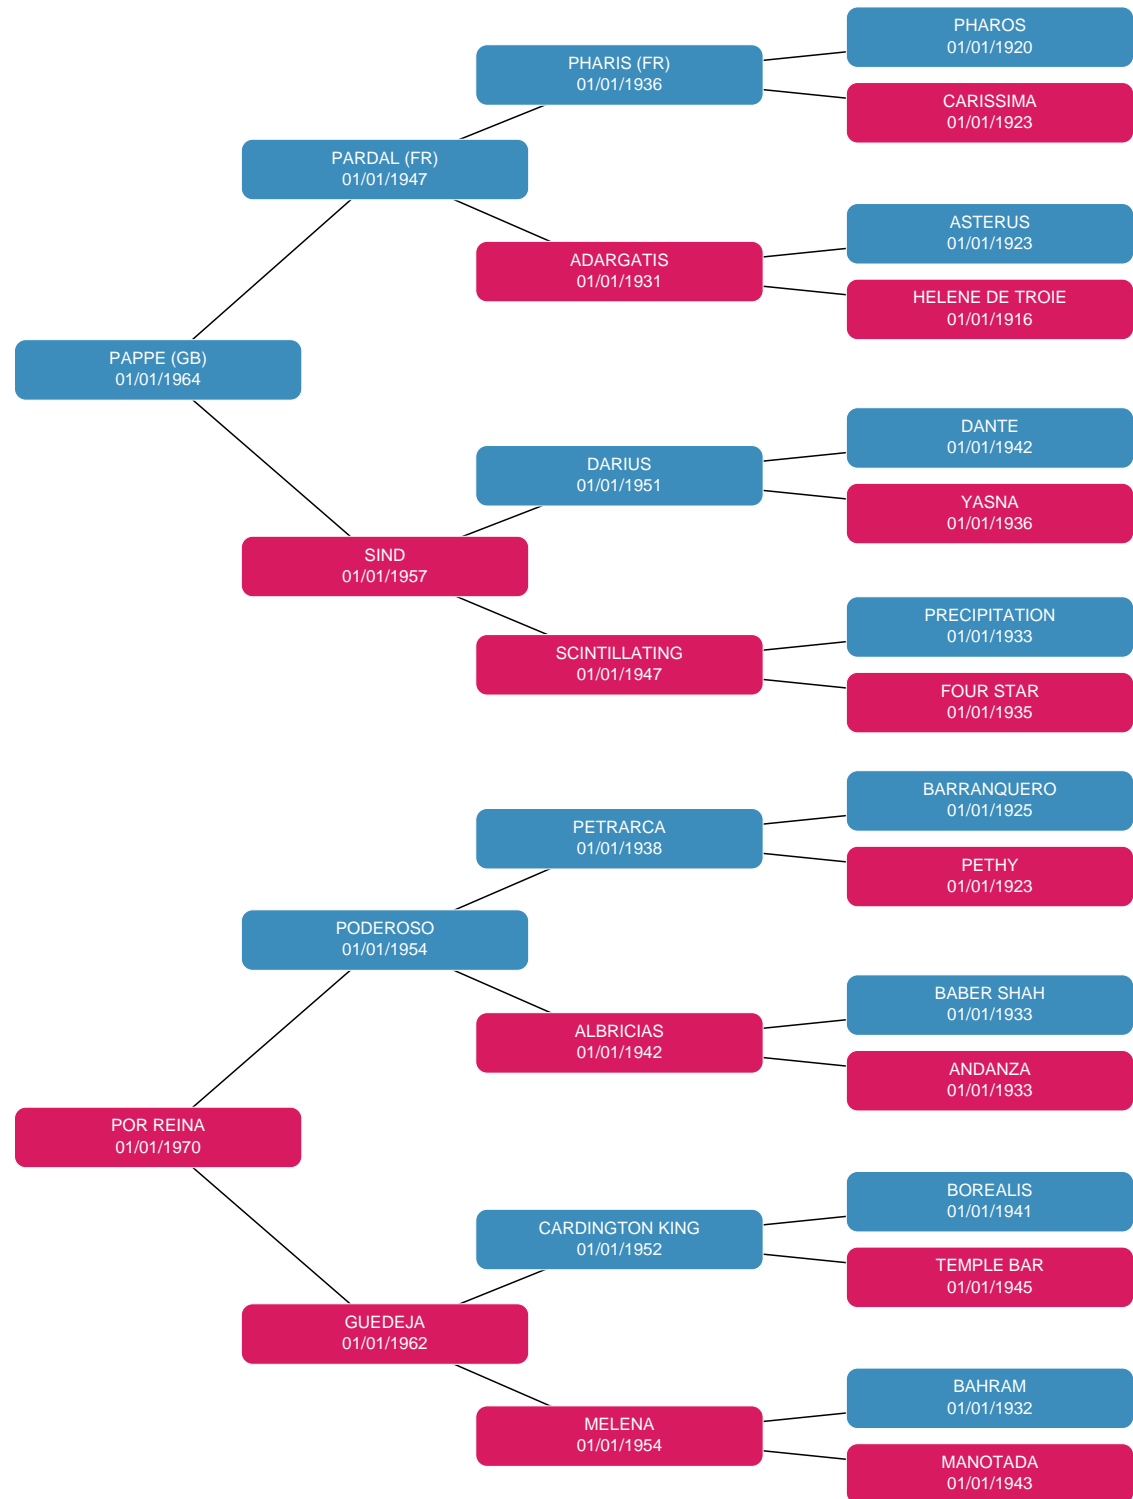 PHAROS
01/01/1920
PHARIS (FR)
01/01/1936
CARISSIMA
01/01/1923
PARDAL (FR)
01/01/1947
ASTERUS
01/01/1923
ADARGATIS
01/01/1931
HELENE DE TROIE
01/01/1916
PAPPE (GB)
01/01/1964
DANTE
01/01/1942
DARIUS
01/01/1951
YASNA
01/01/1936
SIND
01/01/1957
PRECIPITATION
01/01/1933
SCINTILLATING
01/01/1947
FOUR STAR
01/01/1935
BARRANQUERO
01/01/1925
PETRARCA
01/01/1938
PETHY
01/01/1923
PODEROSO
01/01/1954
BABER SHAH
01/01/1933
ALBRICIAS
01/01/1942
ANDANZA
01/01/1933
POR REINA
01/01/1970
BOREALIS
01/01/1941
CARDINGTON KING
01/01/1952
TEMPLE BAR
01/01/1945
GUEDEJA
01/01/1962
BAHRAM
01/01/1932
MELENA
01/01/1954
MANOTADA
01/01/1943